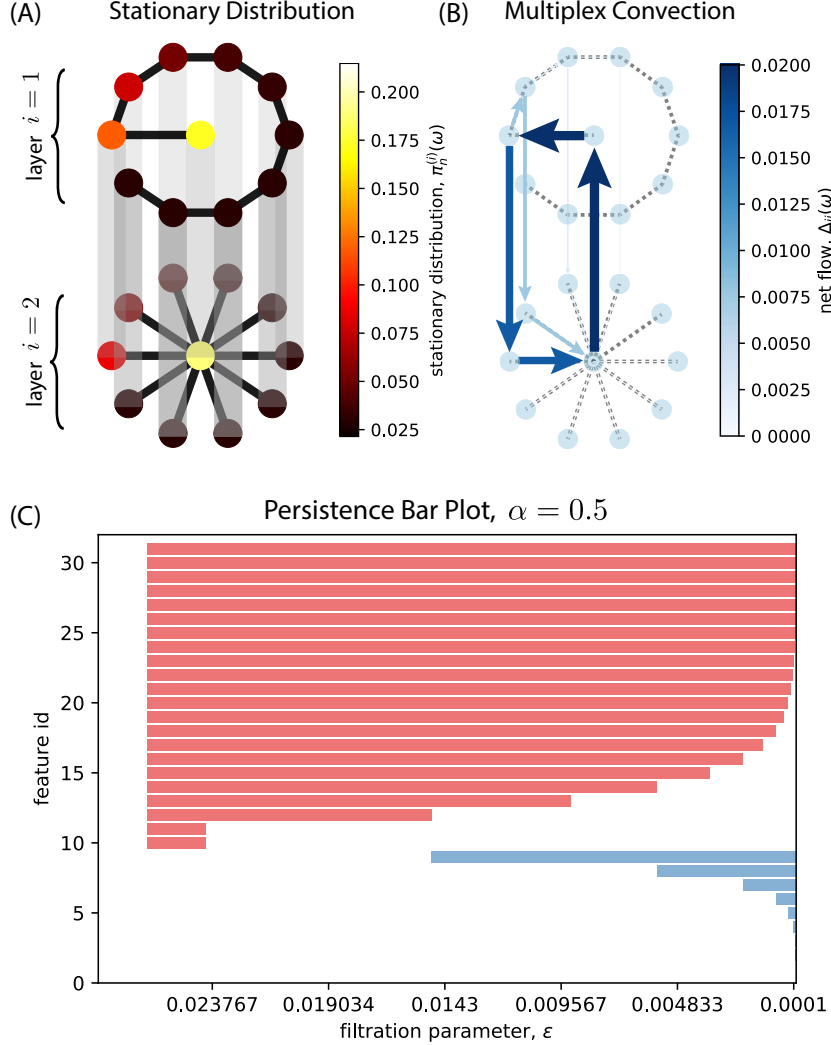 (A) Stationary Distribution
layer i = 1
layer i = 2
0.200
0.175
0.150
0.125
0.100
0.075
0.050
0.025
stationary distribution, π_n^(i)(ω)
(B) Multiplex Convection
0.0200
0.0175
0.0150
0.0125
0.0100
0.0075
0.0050
0.0025
0 0000
net flow, Δ_ij(ω)
(C) Persistence Bar Plot, α = 0.5
30
25
20
15
10
5
0
feature id
0.023767 0.019034 0.0143 0.009567 0.004833 0.0001
filtration parameter, ε